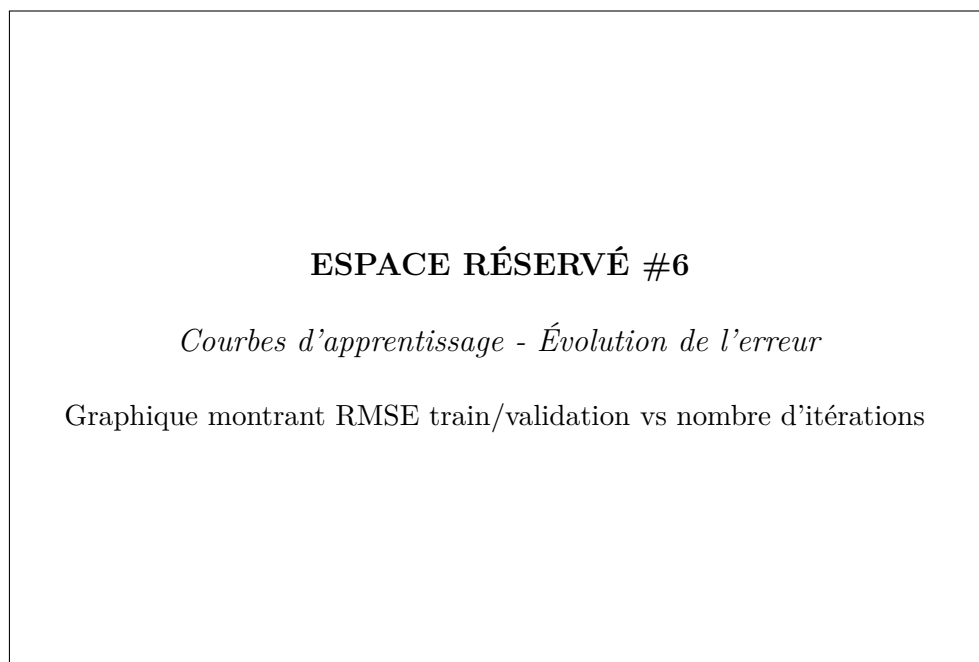 ESPACE RÉSERVÉ #6
Courbes d'apprentissage - Évolution de l'erreur
Graphique montrant RMSE train/validation vs nombre d'itérations